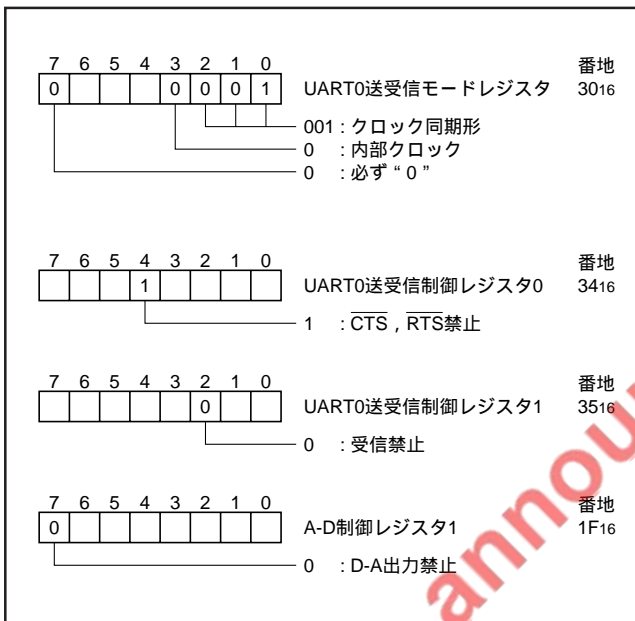 7 6 5 4 3 2 1 0 番地
0 0 0 0 1 UART0送受信モードレジスタ 3016
001 : クロック同期形
0 : 内部クロック
0 : 必ず“0”
7 6 5 4 3 2 1 0 番地
1 UART0送受信制御レジスタ0 3416
1 : CTS , RTS禁止
7 6 5 4 3 2 1 0 番地
0 UART0送受信制御レジスタ1 3516
0 : 受信禁止
7 6 5 4 3 2 1 0 番地
0 A-D制御レジスタ1 1F16
0 : D-A出力禁止
annou